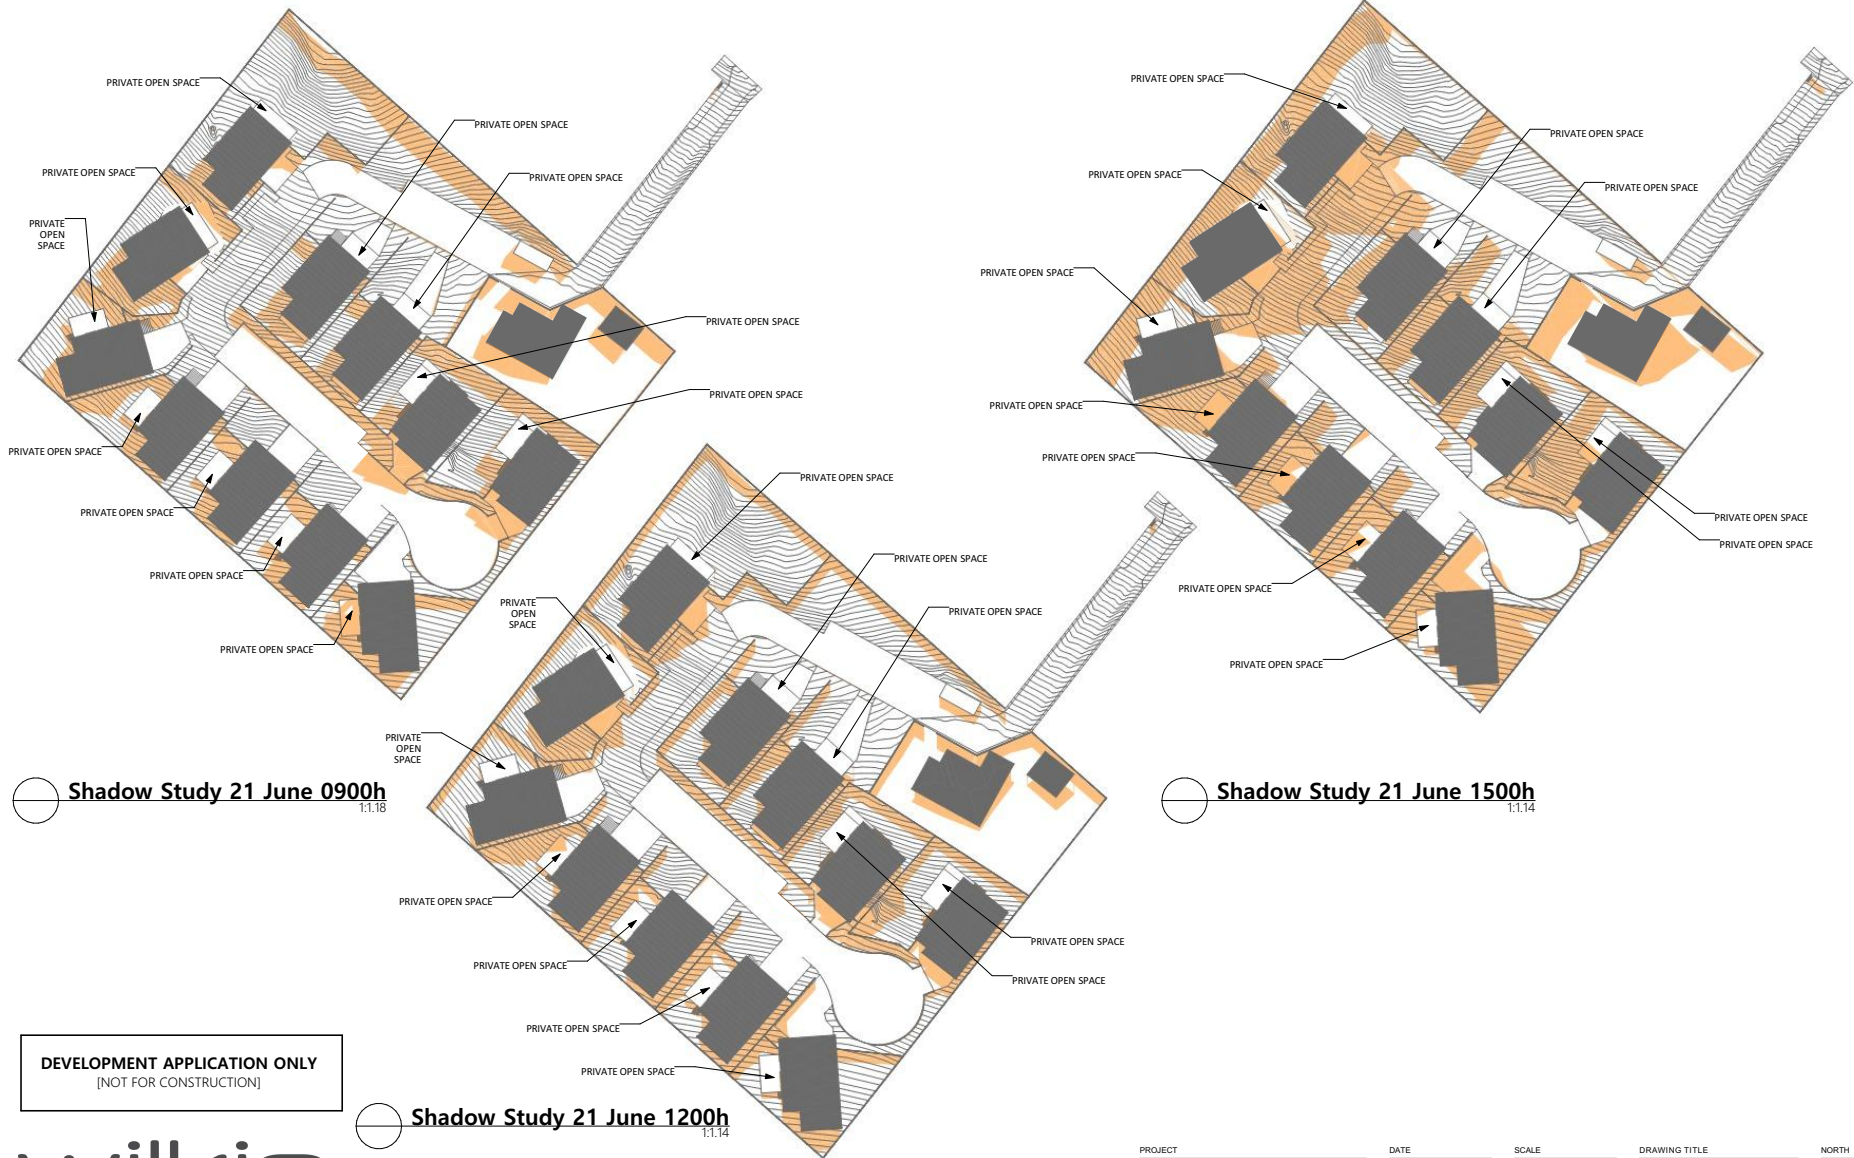 PRIVATE OPEN SPACE
PRIVATE OPEN SPACE
PRIVATE OPEN SPACE
PRIVATE OPEN SPACE
PRIVATE
OPEN
SPACE
PRIVATE OPEN SPACE
PRIVATE OPEN SPACE
PRIVATE OPEN SPACE
PRIVATE OPEN SPACE
PRIVATE OPEN SPACE
PRIVATE OPEN SPACE
Shadow Study 21 June 0900h
1:1.18
PRIVATE OPEN SPACE
PRIVATE OPEN SPACE
PRIVATE OPEN SPACE
PRIVATE OPEN SPACE
PRIVATE OPEN SPACE
PRIVATE OPEN SPACE
PRIVATE OPEN SPACE
PRIVATE OPEN SPACE
PRIVATE OPEN SPACE
PRIVATE OPEN SPACE
PRIVATE OPEN SPACE
Shadow Study 21 June 1500h
1:1.14
PRIVATE OPEN SPACE
PRIVATE OPEN SPACE
PRIVATE
OPEN
SPACE
PRIVATE OPEN SPACE
PRIVATE
OPEN
SPACE
PRIVATE OPEN SPACE
PRIVATE OPEN SPACE
PRIVATE OPEN SPACE
PRIVATE OPEN SPACE
PRIVATE OPEN SPACE
PRIVATE OPEN SPACE
Shadow Study 21 June 1200h
1:1.14
DEVELOPMENT APPLICATION ONLY
[NOT FOR CONSTRUCTION]
PROJECT
DATE
SCALE
DRAWING TITLE
NORTH